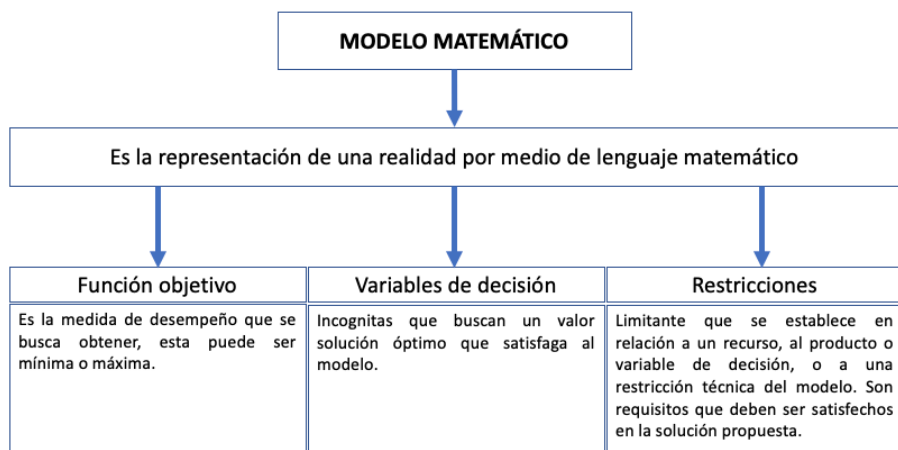 MODELO MATEMÁTICO
Es la representación de una realidad por medio de lenguaje matemático
Función objetivo
Es la medida de desempeño que se
busca obtener, esta puede ser
mínima o máxima.
Variables de decisión
Incognitas que buscan un valor
solución óptimo que satisfaga al
modelo.
Restricciones
Limitante que se establece en
relación a un recurso, al producto o
variable de decisión, o a una
restricción técnica del modelo. Son
requisitos que deben ser satisfechos
en la solución propuesta.